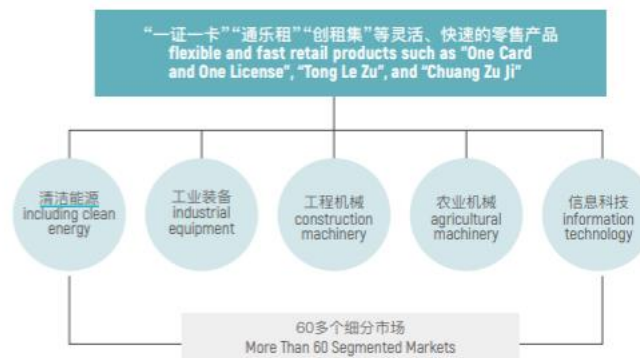 “一证一卡”“通乐租”“创租集”等灵活、快速的零售产品
flexible and fast retail products such as "One Card
and One License", "Tong Le Zu", and "Chuang Zu Ji"
清洁能源
including clean
energy
工业装备
industrial
equipment
工程机械
construction
machinery
农业机械
agricultural
machinery
信息科技
information
technology
60多个细分市场
More Than 60 Segmented Markets